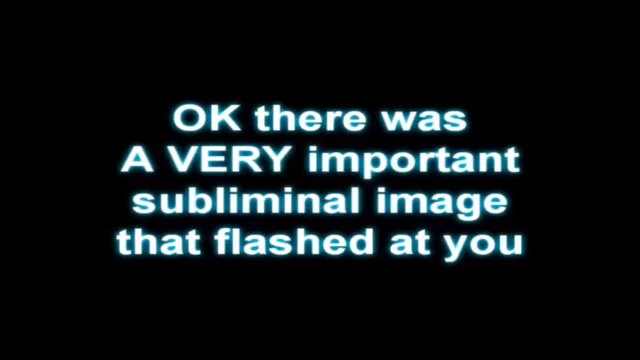 OK there was
A VERY important
subliminal image
that flashed at you